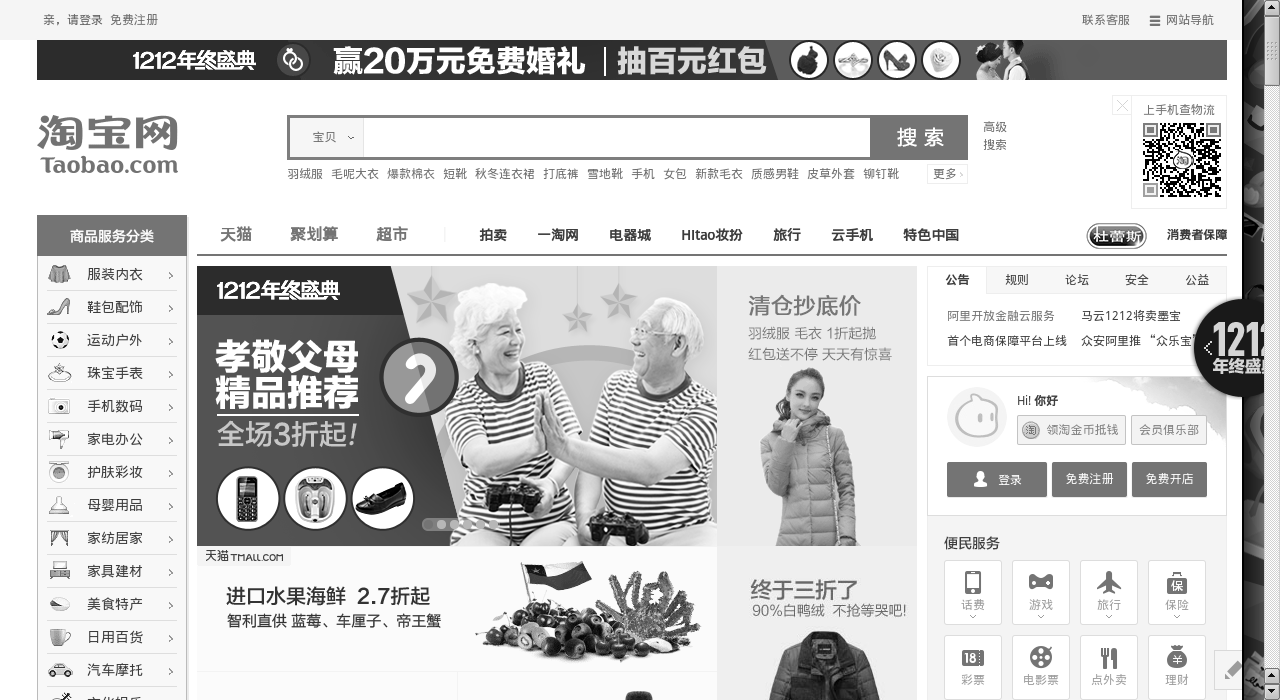 亲，请登录 免费注册
联系客服
网站导航
1212年终盛典
赢20万元免费婚礼 | 抽百元红包
淘宝网
Taobao.com
宝贝
搜索
高级
搜索
上手机查物流
羽绒服 毛呢大衣 爆款棉衣 短靴 秋冬连衣裙 打底裤 雪地靴 手机 女包 新款毛衣 质感男鞋 皮草外套 铆钉靴
更多
商品服务分类
天猫 聚划算 超市
拍卖 一淘网 电器城 Hitao妆扮 旅行 云手机 特色中国
杜蕾斯
消费者保障
服装内衣
鞋包配饰
运动户外
珠宝手表
手机数码
家电办公
护肤彩妆
母婴用品
家纺居家
家具建材
美食特产
日用百货
汽车摩托
1212年终盛典
孝敬父母
精品推荐
全场3折起!
清仓抄底价
羽绒服 毛衣 1折起抛
红包送不停 天天有惊喜
天猫 TMALL.COM
进口水果海鲜 2.7折起
智利直供 蓝莓、车厘子、帝王蟹
终于三折了
90%白鸭绒 不抢等哭吧!
公告 规则 论坛 安全 公益
阿里开放金融云服务
马云1212将卖墨宝
首个电商保障平台上线
众安阿里推“众乐宝
1212
年终盛
Hi! 你好
淘 领淘金币抵钱
会员俱乐部
登录
免费注册
免费开店
便民服务
话费 游戏 旅行 保 保险
18 彩票 电影票 点外卖 理财